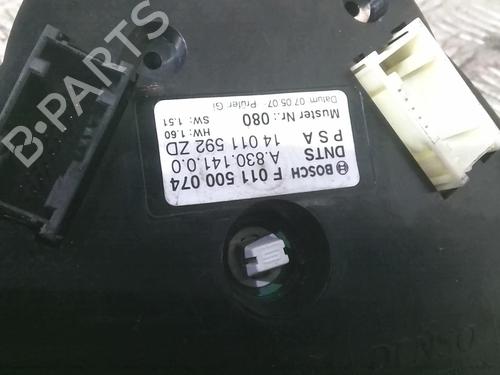 BOSCH F 011 500 074
DNTS A.830.141.0.0
P S A 14 011 592 ZD
HW: 1.60
Muster Nr.: 080 SW: 1.51
Datum 07.05.07 Prüfer: Gi
DENSO
B-PARTS